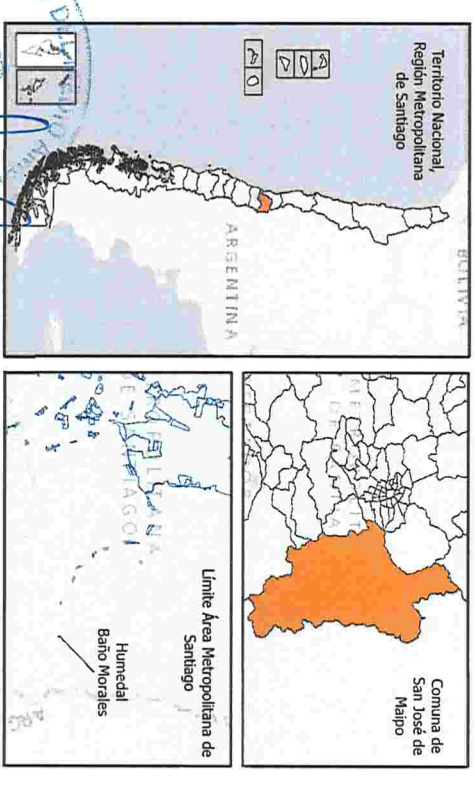 Territorio Nacional,
Región Metropolitana
de Santiago
BOLIVIA
ARGENTINA
Comuna de
San José de
Maipo
Límite Área Metropolitana de
Santiago
Humedal
Baño Morales
ARG